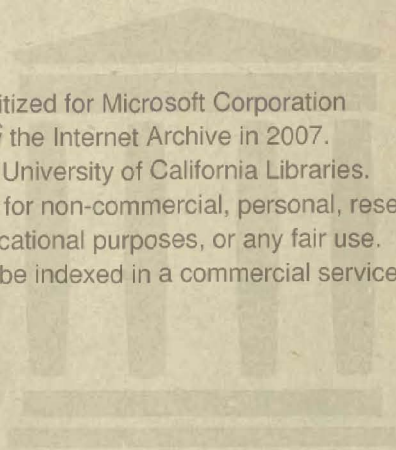 itized for Microsoft Corporation
the Internet Archive in 2007.
University of California Libraries.
for non-commercial, personal, rese
cational purposes, or any fair use.
be indexed in a commercial service